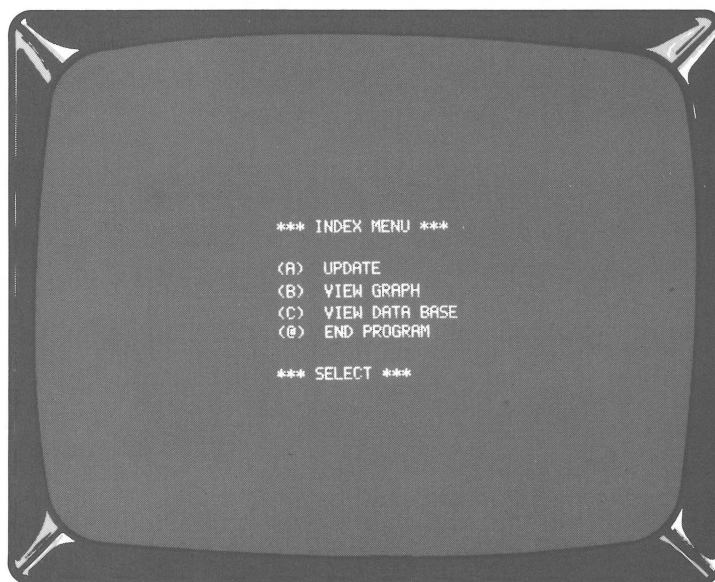 *** INDEX MENU ***
(A) UPDATE
(B) VIEW GRAPH
(C) VIEW DATA BASE
(@) END PROGRAM
*** SELECT ***